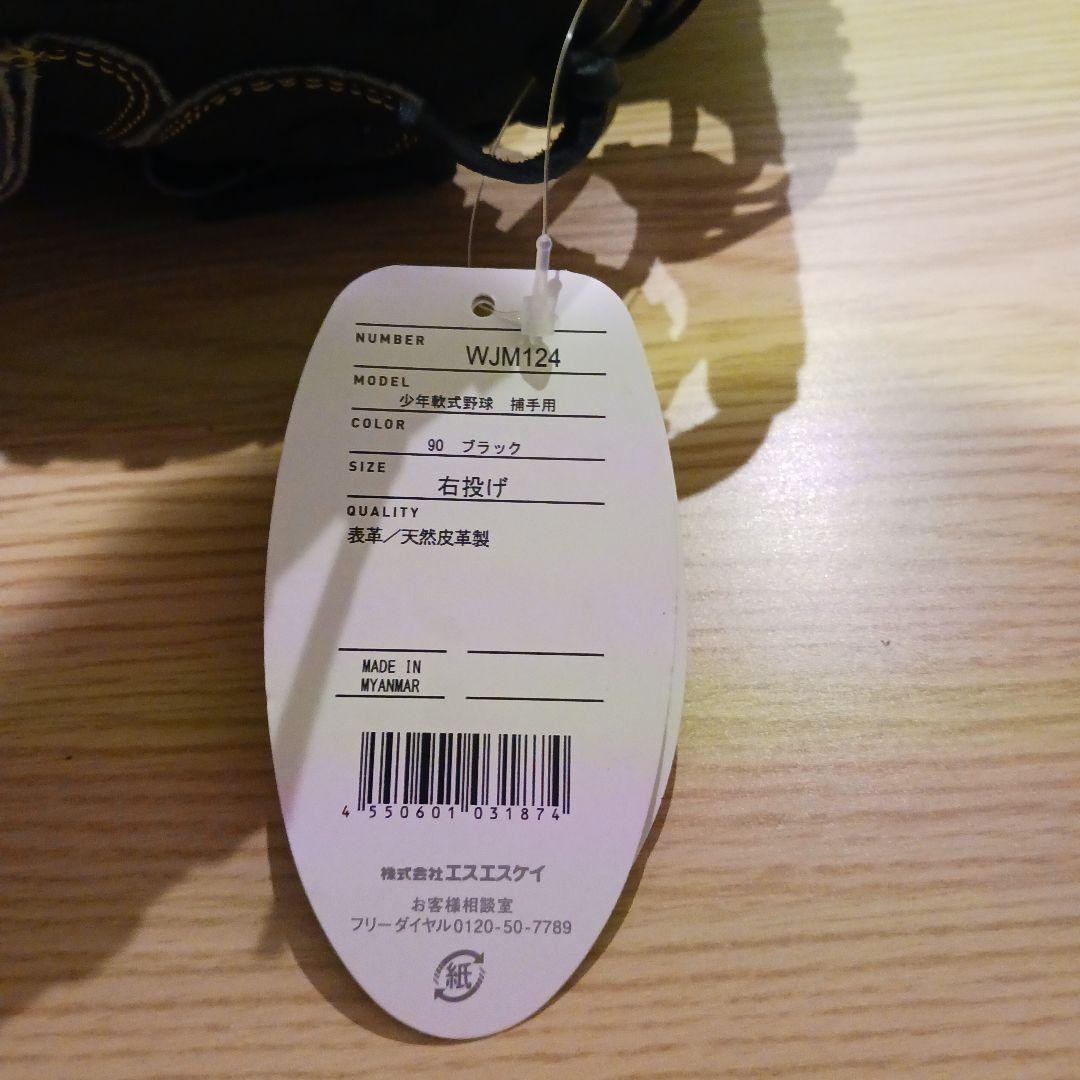 NUMBER
WJM124
MODEL
少年軟式野球　捕手用
COLOR
90　ブラック
SIZE
右投げ
QUALITY
表革／天然皮革製
MADE IN
MYANMAR
4 550601 031874
株式会社エスエスケイ
お客様相談室
フリーダイヤル0120-50-7789
紙